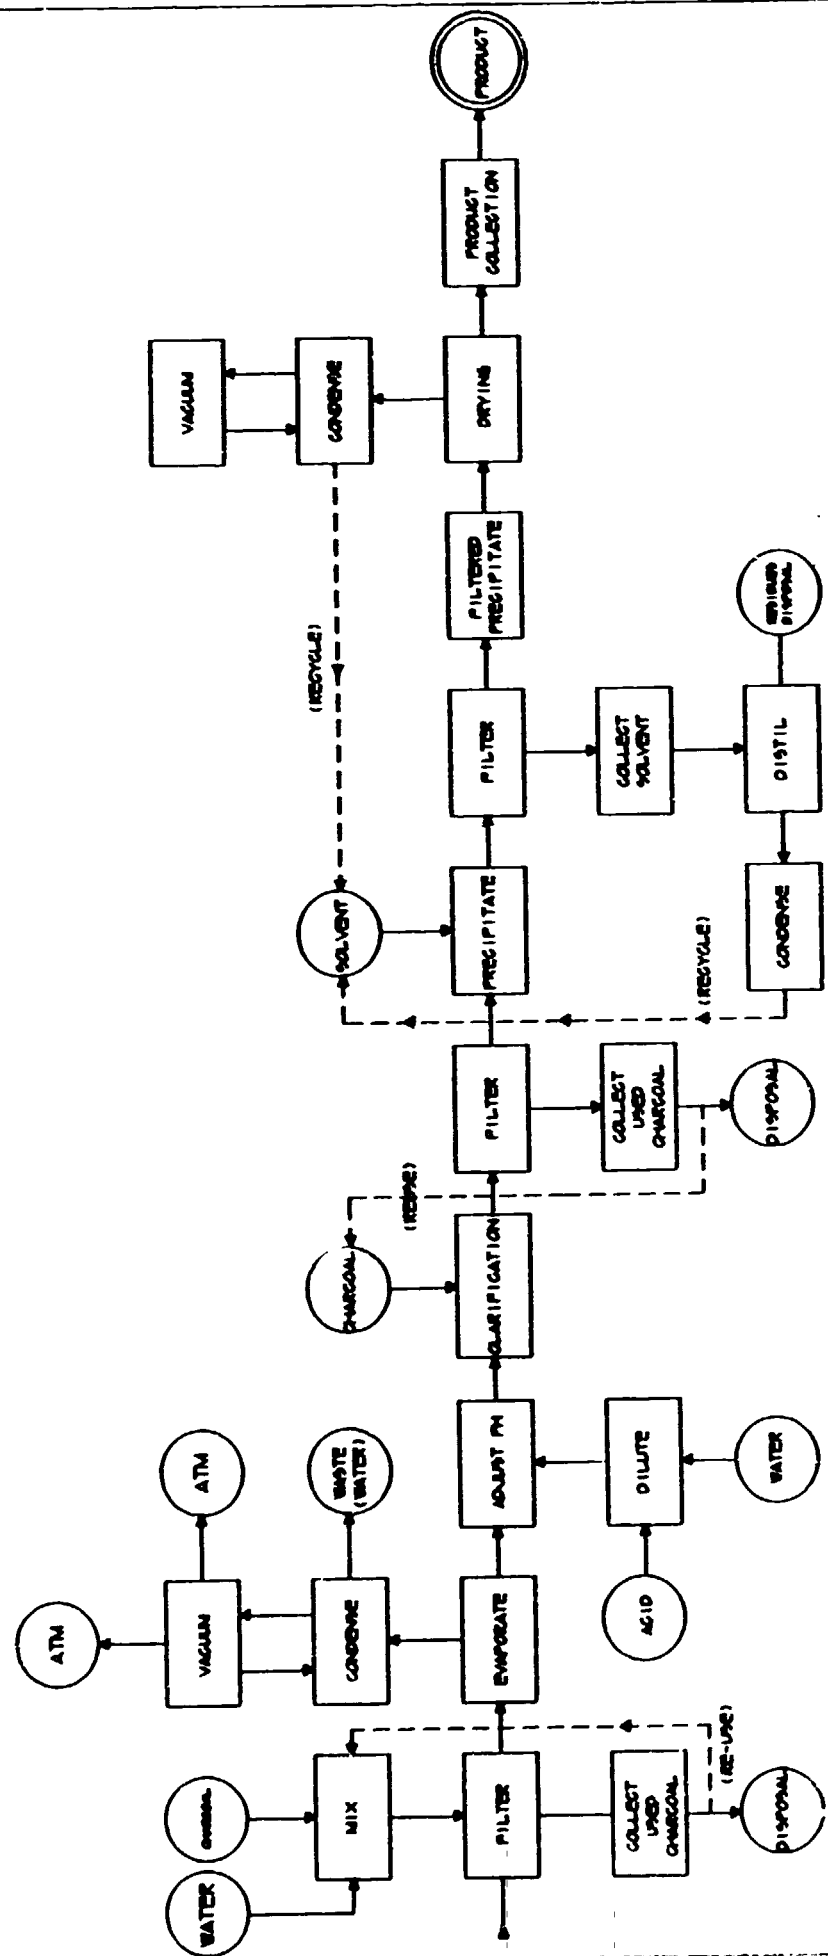 WATER
MIX
FILTER
COLLECT
USED
CHARCOAL
DISPOSAL
(RE-USE)
ATM
VACUUM
ATM
CONDENSE
WASTE
(WATER)
EVAPORATE
ADJUST PH
ACID
DILUTE
WATER
CHARCOAL
CLARIFICATION
(REUSE)
FILTER
COLLECT
USED
CHARCOAL
DISPOSAL
SOLVENT
PRECIPITATE
(RECYCLE)
CONDENSE
FILTER
COLLECT
SOLVENT
DISTIL
DISPOSAL
(RECYCLE)
FILTERED
PRECIPITATE
VACUUM
CONDENSE
DRYING
PRODUCT
COLLECTION
PRODUCT